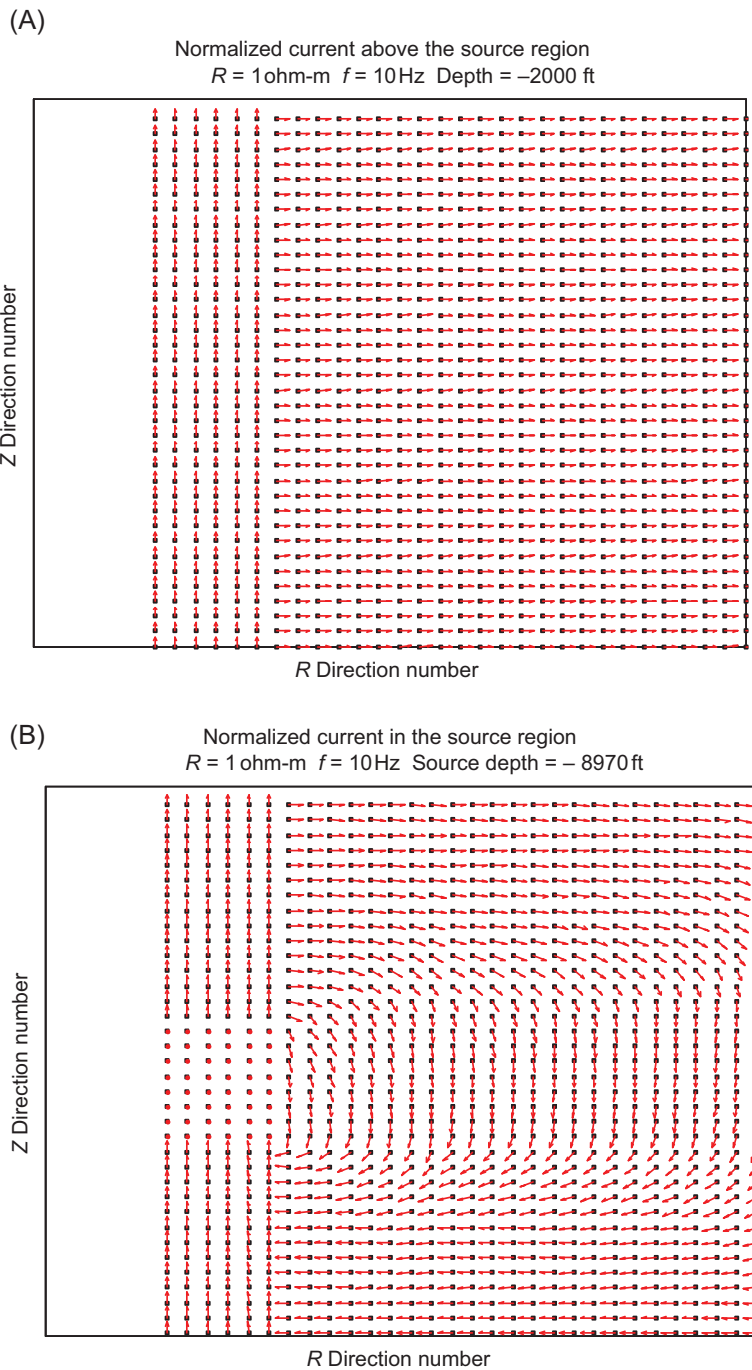 (A)
Normalized current above the source region
R = 1 ohm-m f = 10 Hz Depth = –2000 ft
Z Direction number
R Direction number
(B)
Normalized current in the source region
R = 1 ohm-m f = 10 Hz Source depth = – 8970 ft
Z Direction number
R Direction number